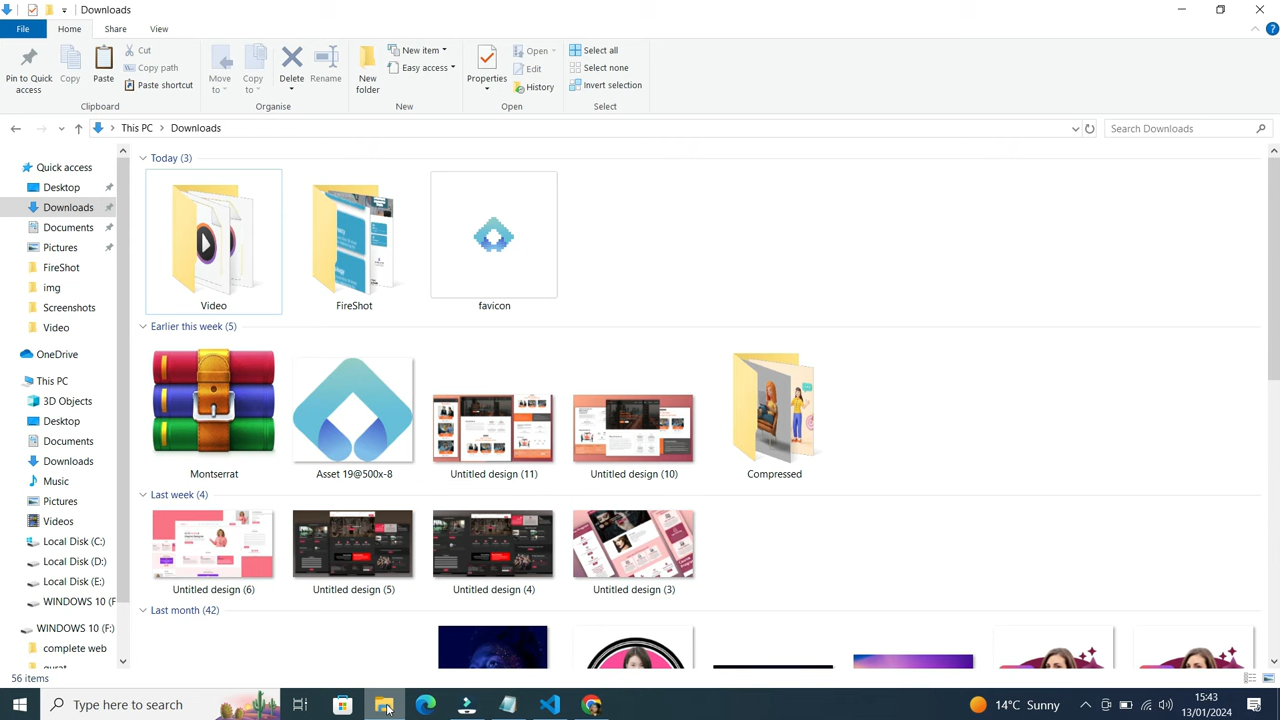 Downloads
File
Home
Share
View
Pin to Quick access
Copy
Paste
Cut
Copy path
Paste shortcut
Clipboard
Move to
Copy to
Delete
Rename
Organise
New folder
New item
Easy access
New
Properties
Open
Edit
History
Open
Select all
Select none
Invert selection
Select
This PC
Downloads
Search Downloads
Quick access
Desktop
Downloads
Documents
Pictures
FireShot
img
Screenshots
Video
OneDrive
This PC
3D Objects
Desktop
Documents
Downloads
Music
Pictures
Videos
Local Disk (C:)
Local Disk (D:)
Local Disk (E:)
WINDOWS 10 (F
WINDOWS 10 (F:)
complete web
gurat
Today (3)
Video
FireShot
favicon
Earlier this week (5)
Montserrat
Asset 19@500x-8
Untitled design (11)
Untitled design (10)
Compressed
Last week (4)
Untitled design (6)
Untitled design (5)
Untitled design (4)
Untitled design (3)
Last month (42)
56 items
Type here to search
14°C Sunny
15:43
13/01/2024